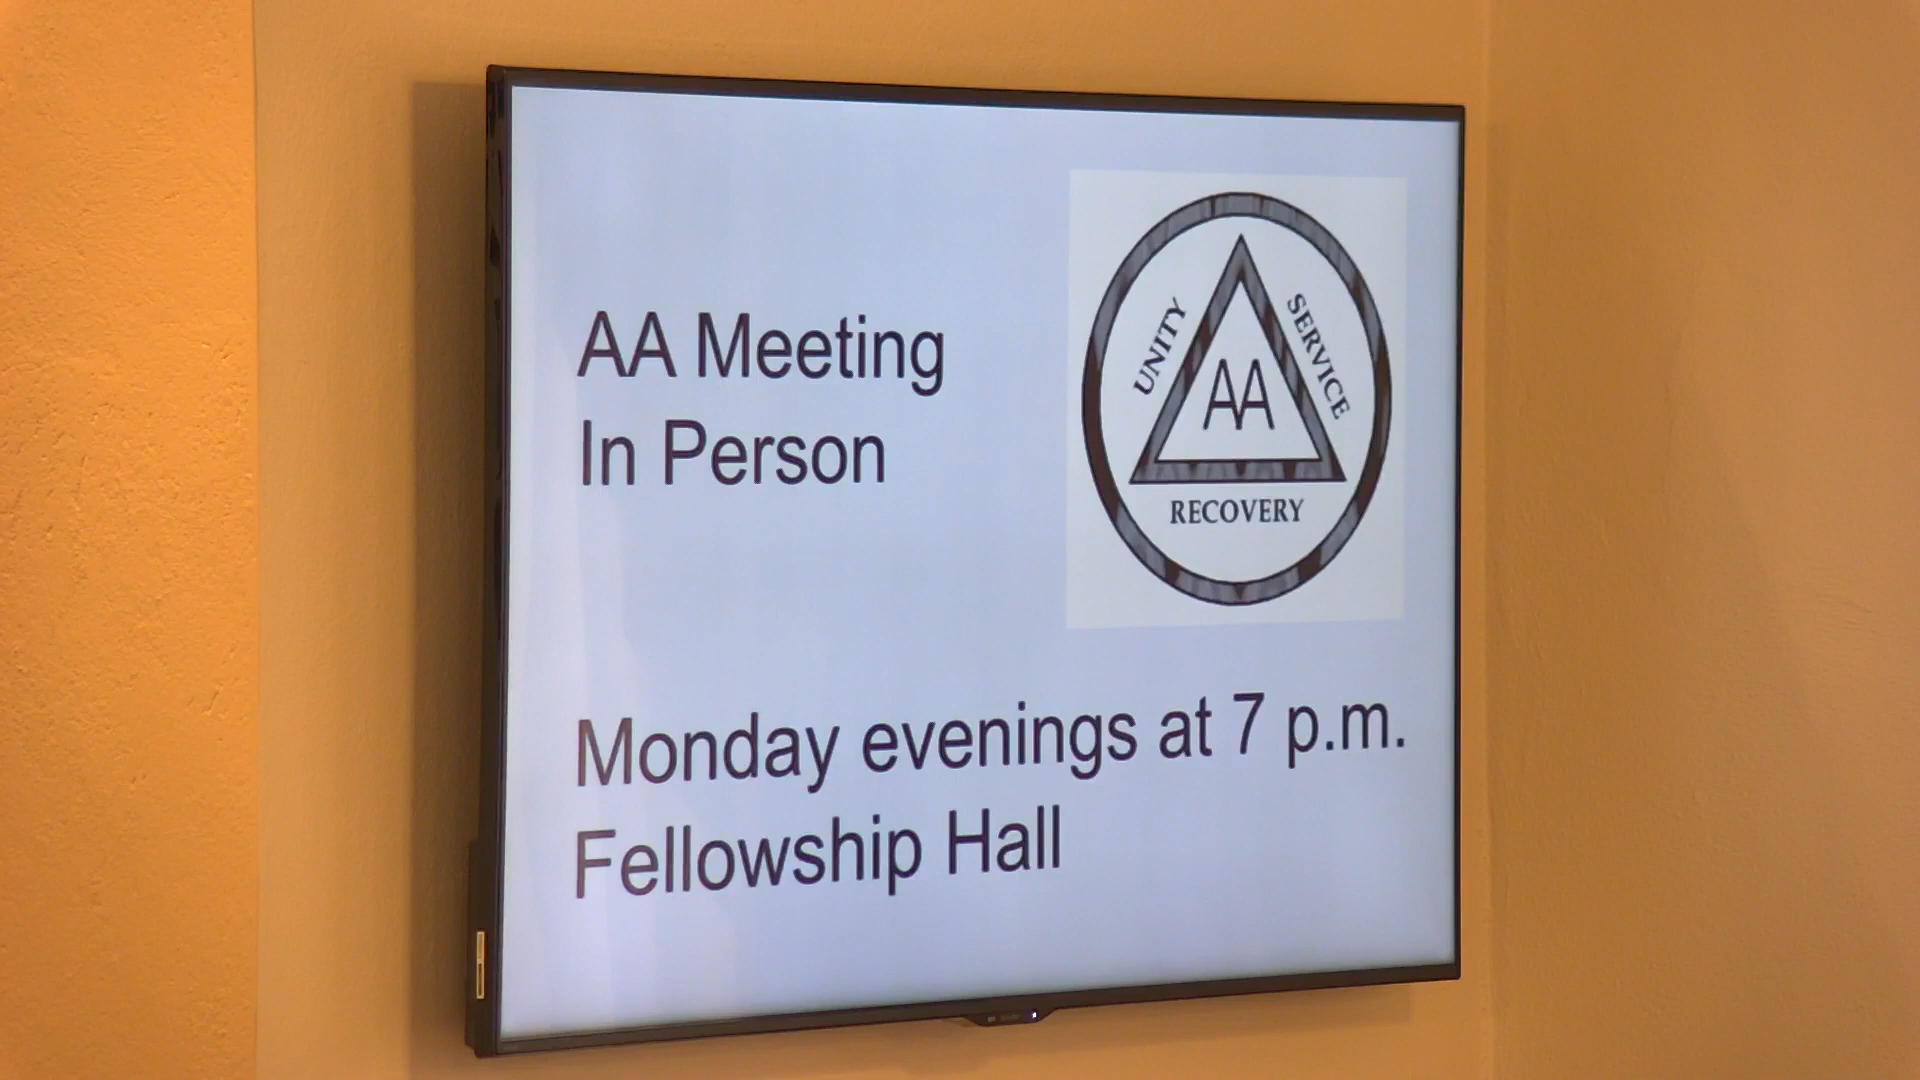 AA Meeting
In Person
UNITY
SERVICE
AA
RECOVERY
Monday evenings at 7 p.m.
Fellowship Hall